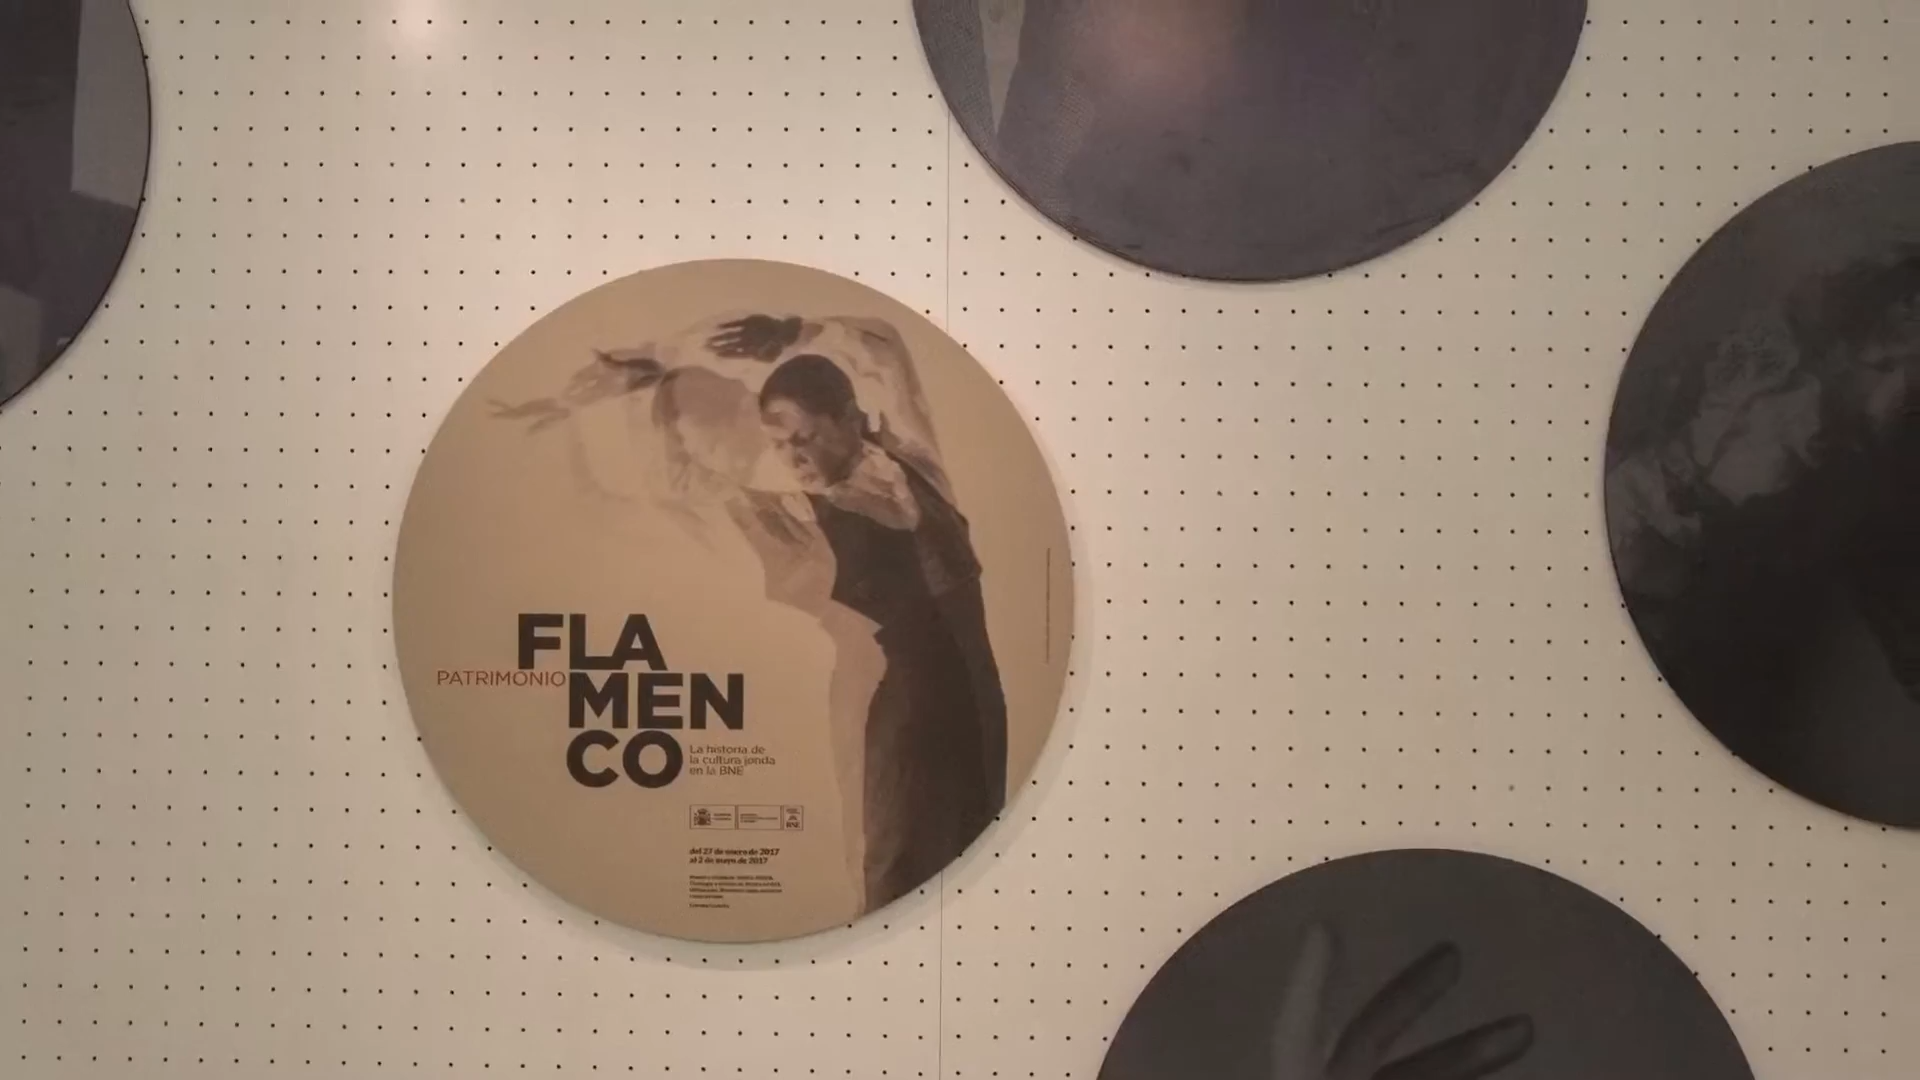 FLA
PATRIMONIO
MEN
CO
La historia de
la cultura jonda
en la BNE
BNE
del 27 de enero de 2017
al 2 de mayo de 2017